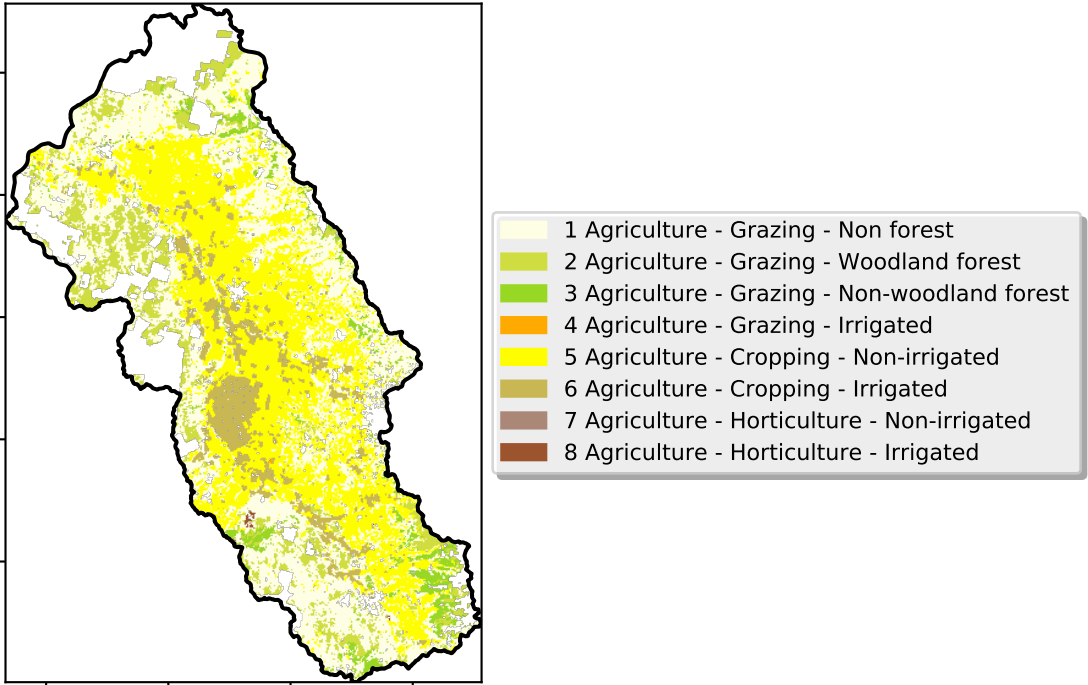 1 Agriculture - Grazing - Non forest
2 Agriculture - Grazing - Woodland forest
3 Agriculture - Grazing - Non-woodland forest
4 Agriculture - Grazing - Irrigated
5 Agriculture - Cropping - Non-irrigated
6 Agriculture - Cropping - Irrigated
7 Agriculture - Horticulture - Non-irrigated
8 Agriculture - Horticulture - Irrigated